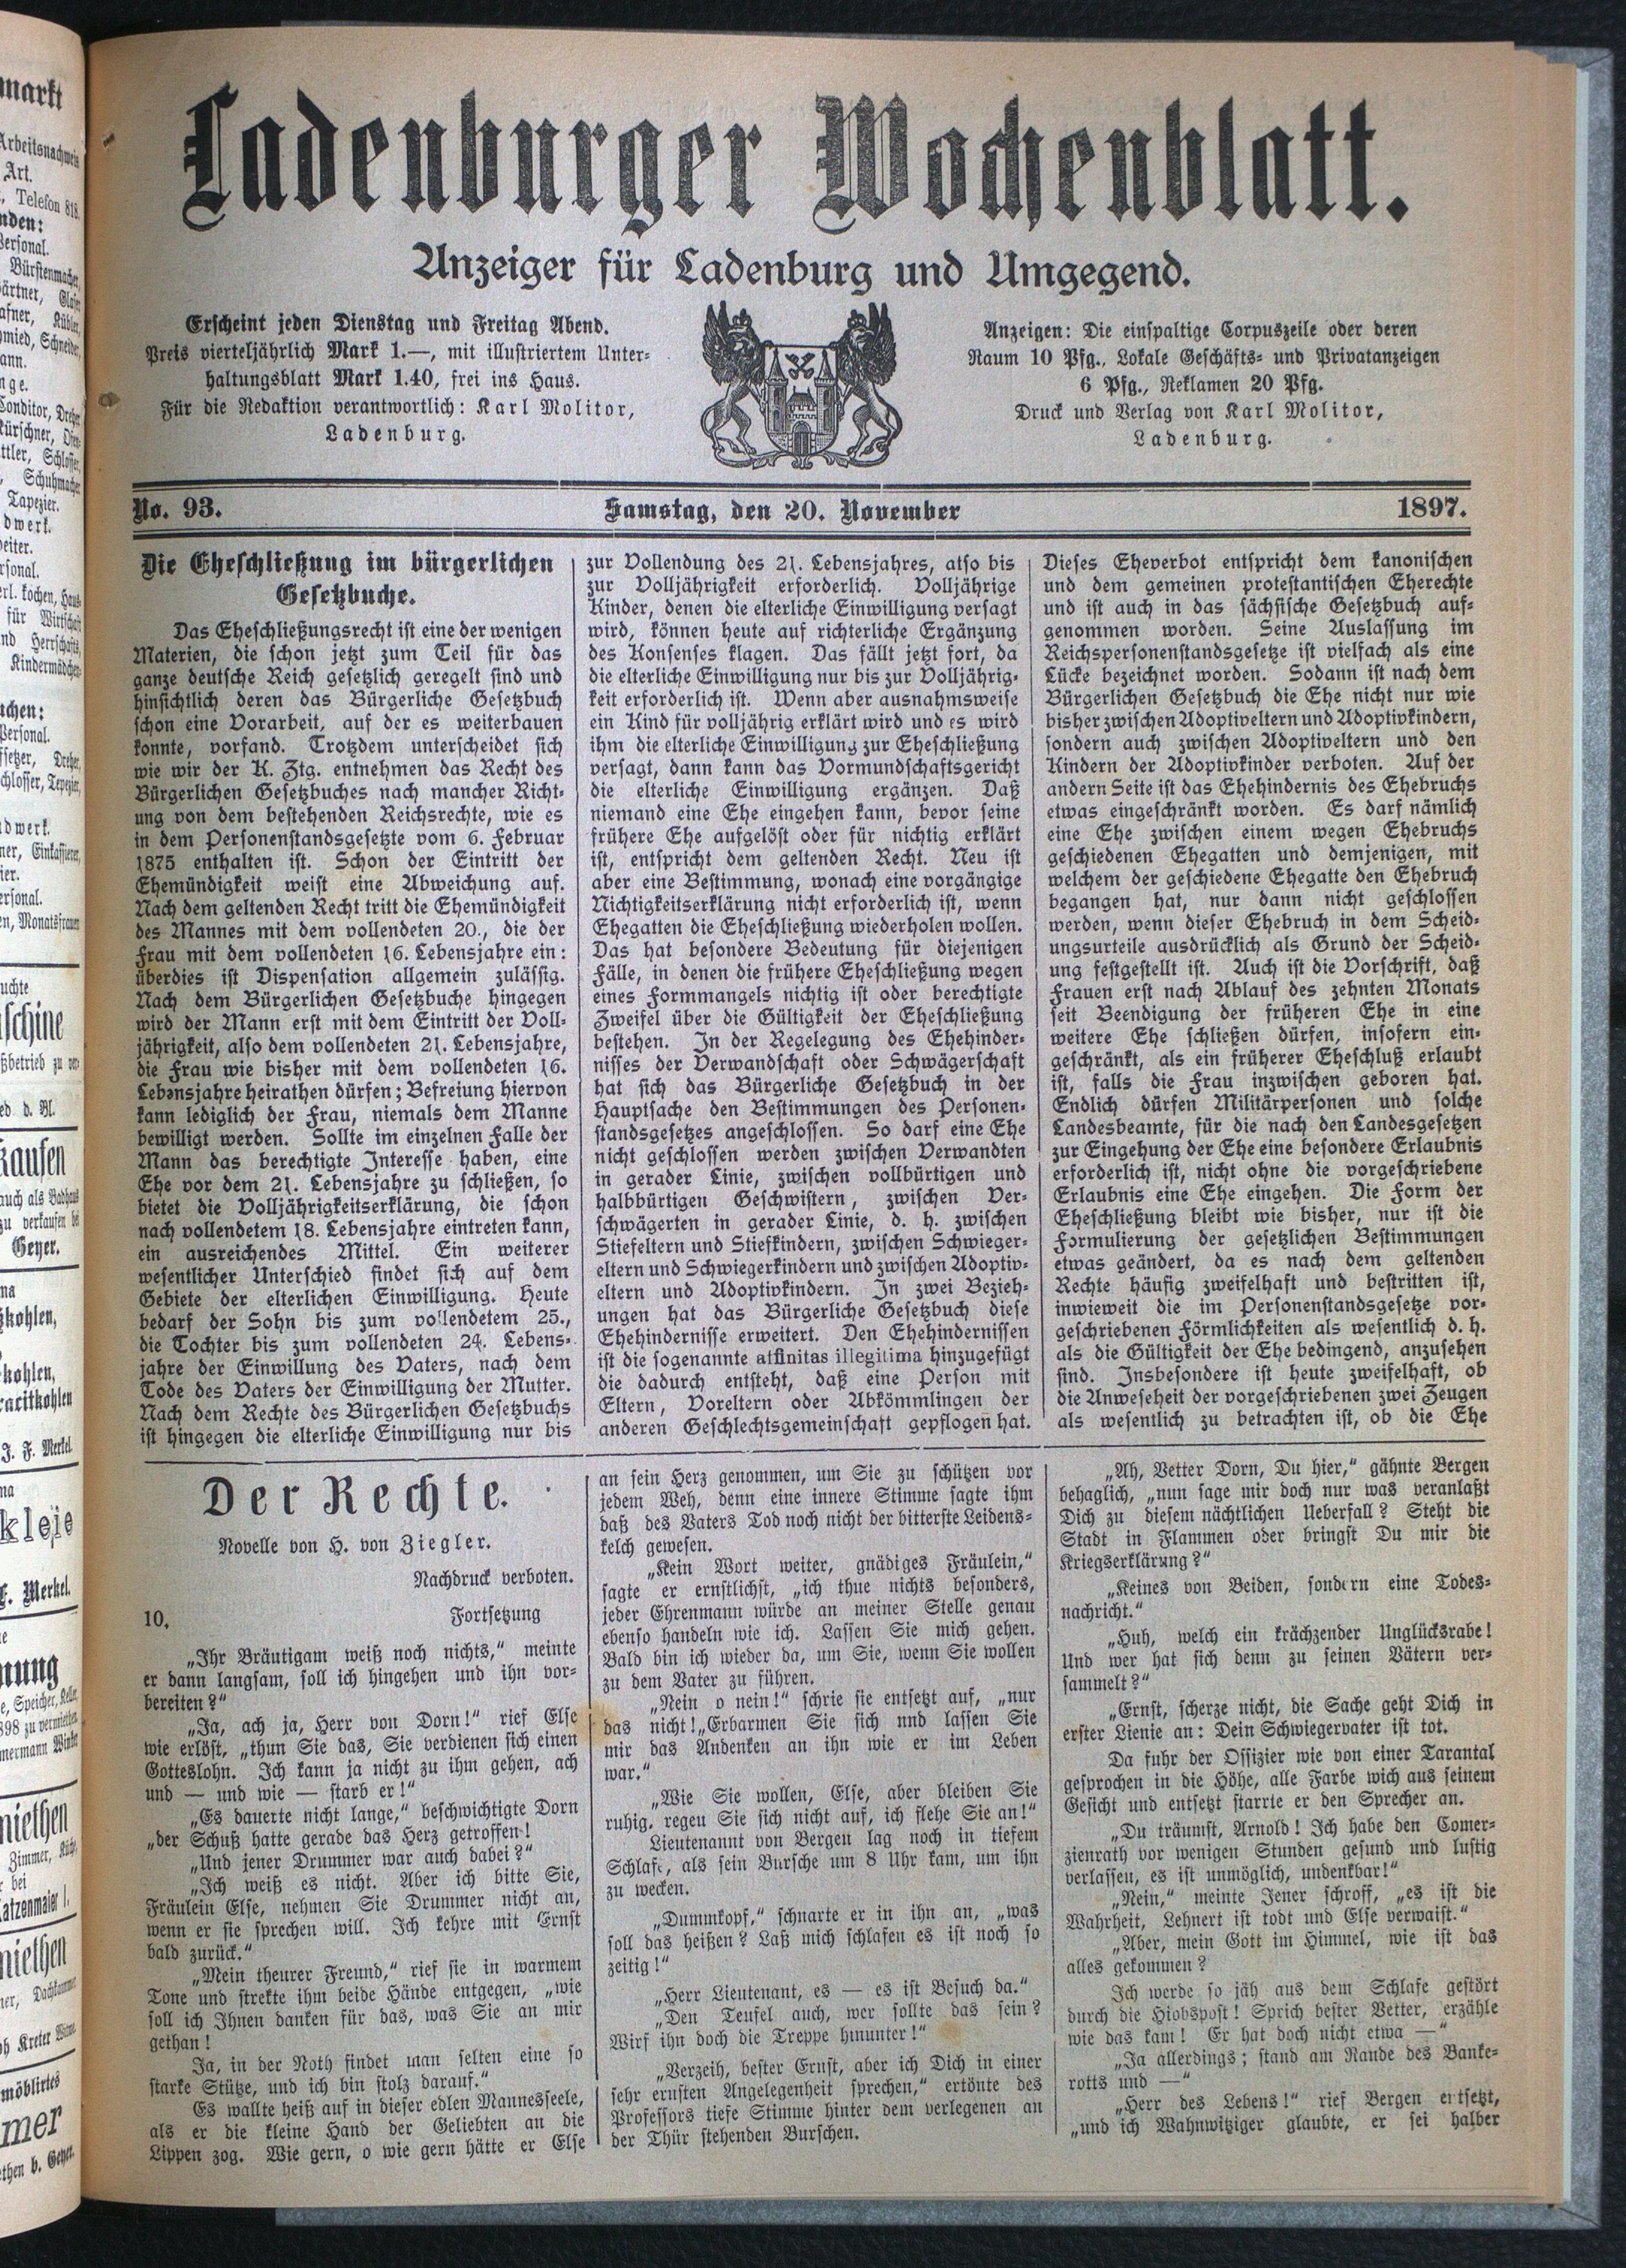 Ladenburger Wochenblatt.
Anzeiger für Ladenburg und Umgegend.
Erscheint jeden Dienstag und Freitag Abend.
Preis vierteljährlich Mark 1.—, mit illustriertem Unter-
haltungsblatt Mark 1.40, frei ins Haus.
Für die Redaktion verantwortlich: Karl Molitor,
Ladenburg.
Anzeigen: Die einspaltige Corpuszeile oder deren
Raum 10 Pfg., Lokale Geschäfts- und Privatanzeigen
6 Pfg., Reklamen 20 Pfg.
Druck und Verlag von Karl Molitor,
Ladenburg.
No. 93.
Samstag, den 20. November
1897.
Die Eheschließung im bürgerlichen
Gesetzbuche.
Das Eheschließungsrecht ist eine der wenigen
Materien, die schon jetzt zum Teil für das
ganze deutsche Reich gesetzlich geregelt sind und
hinsichtlich deren das Bürgerliche Gesetzbuch
schon eine Vorarbeit, auf der es weiterbauen
konnte, vorfand. Trotzdem unterscheidet sich
wie wir der K. Ztg. entnehmen das Recht des
Bürgerlichen Gesetzbuches nach mancher Richt-
ung von dem bestehenden Reichsrechte, wie es
in dem Personenstandsgesetzte vom 6. Februar
1875 enthalten ist. Schon der Eintritt der
Ehemündigkeit weist eine Abweichung auf.
Nach dem geltenden Recht tritt die Ehemündigkeit
des Mannes mit dem vollendeten 20., die der
Frau mit dem vollendeten 16. Lebensjahre ein:
überdies ist Dispensation allgemein zulässig.
Nach dem Bürgerlichen Gesetzbuche hingegen
wird der Mann erst mit dem Eintritt der Voll-
jährigkeit, also dem vollendeten 21. Lebensjahre,
die Frau wie bisher mit dem vollendeten 16.
Lebensjahre heirathen dürfen; Befreiung hiervon
kann lediglich der Frau, niemals dem Manne
bewilligt werden. Sollte im einzelnen Falle der
Mann das berechtigte Interesse haben, eine
Ehe vor dem 21. Lebensjahre zu schließen, so
bietet die Volljährigkeitserklärung, die schon
nach vollendetem 18. Lebensjahre eintreten kann,
ein ausreichendes Mittel. Ein weiterer
wesentlicher Unterschied findet sich auf dem
Gebiete der elterlichen Einwilligung. Heute
bedarf der Sohn bis zum vollendetem 25.,
die Tochter bis zum vollendeten 24. Lebens-
jahre der Einwillung des Vaters, nach dem
Tode des Vaters der Einwilligung der Mutter.
Nach dem Rechte des Bürgerlichen Gesetzbuchs
ist hingegen die elterliche Einwilligung nur bis
zur Vollendung des 21. Lebensjahres, atso bis
zur Volljährigkeit erforderlich. Volljährige
Kinder, denen die elterliche Einwilligung versagt
wird, können heute auf richterliche Ergänzung
des Konsenses klagen. Das fällt jetzt fort, da
die elterliche Einwilligung nur bis zur Volljährig-
keit erforderlich ist. Wenn aber ausnahmsweise
ein Kind für volljährig erklärt wird und es wird
ihm die elterliche Einwilligung zur Eheschließung
versagt, dann kann das Vormundschaftsgericht
die elterliche Einwilligung ergänzen. Daß
niemand eine Ehe eingehen kann, bevor seine
frühere Ehe aufgelöst oder für nichtig erklärt
ist, entspricht dem geltenden Recht. Neu ist
aber eine Bestimmung, wonach eine vorgängige
Nichtigkeitserklärung nicht erforderlich ist, wenn
Ehegatten die Eheschließung wiederholen wollen.
Das hat besondere Bedeutung für diejenigen
Fälle, in denen die frühere Eheschließung wegen
eines Formmangels nichtig ist oder berechtigte
Zweifel über die Gültigkeit der Eheschließung
bestehen. In der Regelegung des Ehehinder-
nisses der Verwandschaft oder Schwägerschaft
hat sich das Bürgerliche Gesetzbuch in der
Hauptsache den Bestimmungen des Personen-
standsgesetzes angeschlossen. So darf eine Ehe
nicht geschlossen werden zwischen Verwandten
in gerader Linie, zwischen vollbürtigen und
halbbürtigen Geschwistern, zwischen Ver-
schwägerten in gerader Linie, d. h. zwischen
Stiefeltern und Stiefkindern, zwischen Schwieger-
eltern und Schwiegerkindern und zwischen Adoptiv-
eltern und Adoptivkindern. In zwei Bezieh-
ungen hat das Bürgerliche Gesetzbuch diese
Ehehindernisse erweitert. Den Ehehindernissen
ist die sogenannte affinitas illegitima hinzugefügt
die dadurch entsteht, daß eine Person mit
Eltern, Voreltern oder Abkömmlingen der
anderen Geschlechtsgemeinschaft gepflogen hat.
Dieses Eheverbot entspricht dem kanonischen
und dem gemeinen protestantischen Eherechte
und ist auch in das sächsische Gesetzbuch auf-
genommen worden. Seine Auslassung im
Reichspersonenstandsgesetze ist vielfach als eine
Lücke bezeichnet worden. Sodann ist nach dem
Bürgerlichen Gesetzbuch die Ehe nicht nur wie
bisher zwischen Adoptiveltern und Adoptivkindern,
sondern auch zwischen Adoptiveltern und den
Kindern der Adoptivkinder verboten. Auf der
andern Seite ist das Ehehindernis des Ehebruchs
etwas eingeschränkt worden. Es darf nämlich
eine Ehe zwischen einem wegen Ehebruchs
geschiedenen Ehegatten und demjenigen, mit
welchem der geschiedene Ehegatte den Ehebruch
begangen hat, nur dann nicht geschlossen
werden, wenn dieser Ehebruch in dem Scheid-
ungsurteile ausdrücklich als Grund der Scheid-
ung festgestellt ist. Auch ist die Vorschrift, daß
Frauen erst nach Ablauf des zehnten Monats
seit Beendigung der früheren Ehe in eine
weitere Ehe schließen dürfen, insofern ein-
geschränkt, als ein früherer Eheschluß erlaubt
ist, falls die Frau inzwischen geboren hat.
Endlich dürfen Militärpersonen und solche
Landesbeamte, für die nach den Landesgesetzen
zur Eingehung der Ehe eine besondere Erlaubnis
erforderlich ist, nicht ohne die vorgeschriebene
Erlaubnis eine Ehe eingehen. Die Form der
Eheschließung bleibt wie bisher, nur ist die
Formulierung der gesetzlichen Bestimmungen
etwas geändert, da es nach dem geltenden
Rechte häufig zweifelhaft und bestritten ist,
inwieweit die im Personenstandsgesetze vor-
geschriebenen Förmlichkeiten als wesentlich d. h.
als die Gültigkeit der Ehe bedingend, anzusehen
sind. Insbesondere ist heute zweifelhaft, ob
die Anweseheit der vorgeschriebenen zwei Zeugen
als wesentlich zu betrachten ist, ob die Ehe
Der Rechte.
Novelle von H. von Ziegler.
Nachdruck verboten.
10. Fortsetzung
„Ihr Bräutigam weiß noch nichts,“ meinte
er dann langsam, soll ich hingehen und ihn vor-
bereiten?“
„Ja, ach ja, Herr von Dorn!“ rief Else
wie erlöst, „thun Sie das, Sie verdienen sich einen
Gotteslohn. Ich kann ja nicht zu ihm gehen, ach
und — und wie — starb er!“
„Es dauerte nicht lange,“ beschwichtigte Dorn
„der Schuß hatte gerade das Herz getroffen!
„Und jener Drummer war auch dabei?“
„Ich weiß es nicht. Aber ich bitte Sie,
Fräulein Else, nehmen Sie Drummer nicht an,
wenn er sie sprechen will. Ich kehre mit Ernst
bald zurück.“
„Mein theurer Freund,“ rief sie in warmem
Tone und strekte ihm beide Hände entgegen, „wie
soll ich Ihnen danken für das, was Sie an mir
gethan!
Ja, in der Noth findet man selten eine so
starke Stütze, und ich bin stolz darauf.“
Es wallte heiß auf in dieser edlen Mannesseele,
als er die kleine Hand der Geliebten an die
Lippen zog. Wie gern, o wie gern hätte er Else
an sein Herz genommen, um Sie zu schützen vor
jedem Weh, denn eine innere Stimme sagte ihm
daß des Vaters Tod noch nicht der bitterste Leidens-
kelch gewesen.
„Kein Wort weiter, gnädiges Fräulein,“
sagte er ernstlichst, „ich thue nichts besonders,
jeder Ehrenmann würde an meiner Stelle genau
ebenso handeln wie ich. Lassen Sie mich gehen.
Bald bin ich wieder da, um Sie, wenn Sie wollen
zu dem Vater zu führen.
„Nein o nein!“ schrie sie entsetzt auf, „nur
das nicht! „Erbarmen Sie sich nnd lassen Sie
mir das Andenken an ihn wie er im Leben
war.“
„Wie Sie wollen, Else, aber bleiben Sie
ruhig. regen Sie sich nicht auf, ich flehe Sie an!“
Lieutenannt von Bergen lag noch in tiefem
Schlafe, als sein Bursche um 8 Uhr kam, um ihn
zu wecken.
„Dummkopf,“ schnarte er in ihn an, „was
soll das heißen? Laß mich schlafen es ist noch so
zeitig!“
„Herr Lieutenant, es — es ist Besuch da.“
„Den Teufel auch, wer sollte das sein?
Wirf ihn doch die Treppe hinunter!“
„Verzeih, bester Ernst, aber ich Dich in einer
sehr ernsten Angelegenheit sprechen,“ ertönte des
Professors tiefe Stimme hinter dem verlegenen an
der Thür stehenden Burschen.
„Ah, Vetter Dorn, Du hier,“ gähnte Bergen
behaglich, „nun sage mir doch nur was veranlaßt
Dich zu diesem nächtlichen Ueberfall? Steht die
Stadt in Flammen oder bringst Du mir die
Kriegserklärung?“
„Keines von Beiden, sondern eine Todes-
nachricht.“
„Huh, welch ein krächzender Unglücksrabe!
Und wer hat sich denn zu seinen Vätern ver-
sammelt?“
„Ernst, scherze nicht, die Sache geht Dich in
erster Lienie an: Dein Schwiegervater ist tot.
Da fuhr der Offizier wie von einer Tarantal
gesprochen in die Höhe, alle Farbe wich aus seinem
Gesicht und entsetzt starrte er den Sprecher an.
„Du träumst, Arnold! Ich habe den Comer-
zienrath vor wenigen Stunden gesund und lustig
verlassen, es ist unmöglich, undenkbar!“
„Nein,“ meinte Jener schroff, „es ist die
Wahrheit, Lehnert ist todt und Else verwaist.“
„Aber, mein Gott im Himmel, wie ist das
alles gekommen?
Ich werde so jäh aus dem Schlafe gestört
durch die Hiobspost! Sprich bester Vetter, erzähle
wie das kam! Er hat doch nicht etwa —“
„Ja allerdings; stand am Rande des Banke-
rotts und —“
„Herr des Lebens!“ rief Bergen entsetzt,
„und ich Wahnwitziger glaubte, er sei halber